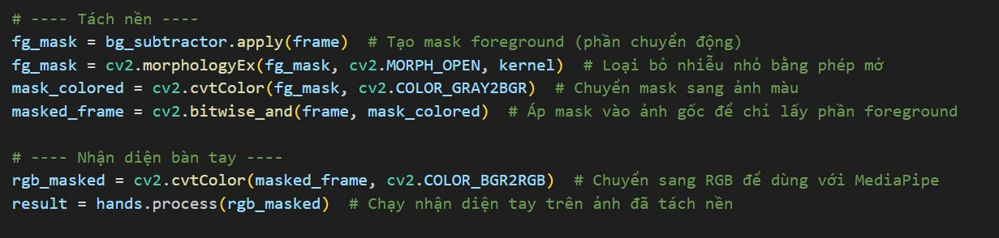 # ---- Tách nền ----
fg_mask = bg_subtractor.apply(frame)  # Tạo mask foreground (phần chuyển động)
fg_mask = cv2.morphologyEx(fg_mask, cv2.MORPH_OPEN, kernel)  # Loại bỏ nhiễu nhỏ bằng phép mở
mask_colored = cv2.cvtColor(fg_mask, cv2.COLOR_GRAY2BGR)  # Chuyển mask sang ảnh màu
masked_frame = cv2.bitwise_and(frame, mask_colored)  # Áp mask vào ảnh gốc để chỉ lấy phần foreground
# ---- Nhận diện bàn tay ----
rgb_masked = cv2.cvtColor(masked_frame, cv2.COLOR_BGR2RGB)  # Chuyển sang RGB để dùng với MediaPipe
result = hands.process(rgb_masked)  # Chạy nhận diện tay trên ảnh đã tách nền